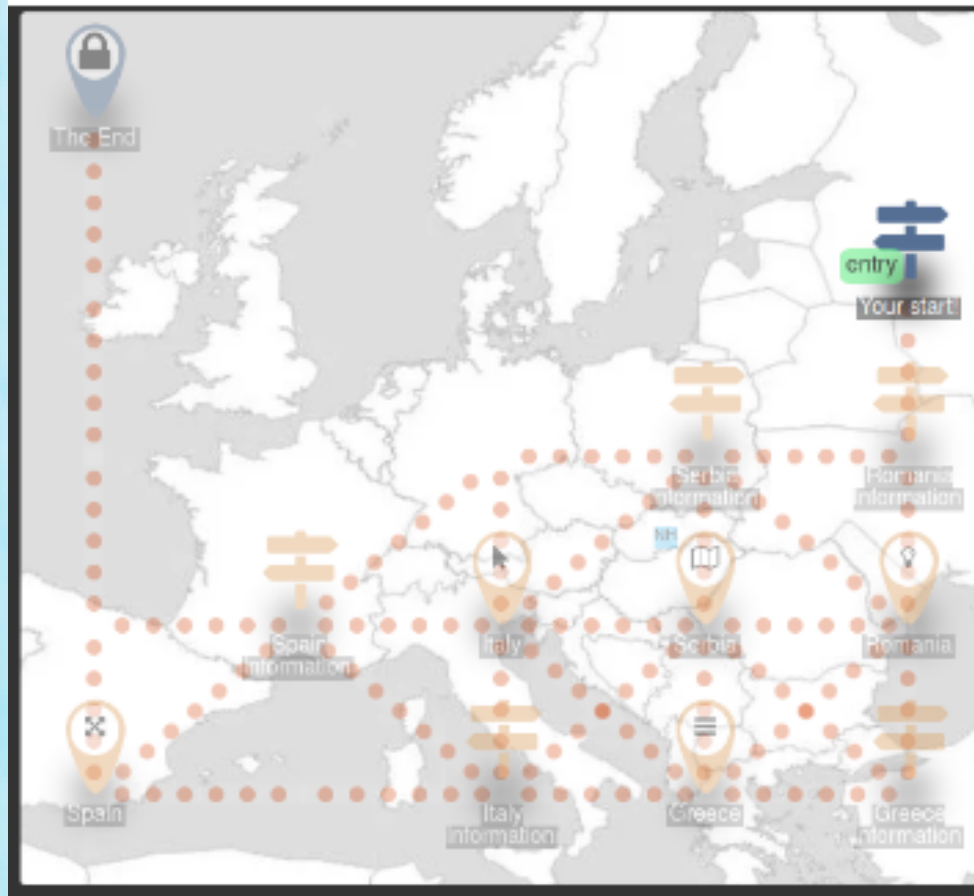 The End
entry
Your start!
Serbia
information
Romania
information
NH
Spain
information
Italy
Serbia
Romania
Spain
Italy
information
Greece
Greece
information